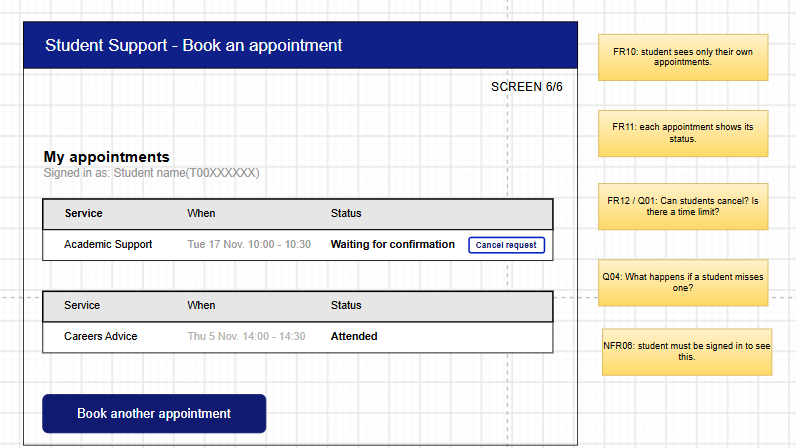 Student Support - Book an appointment
SCREEN 6/6
My appointments
Signed in as: Student name(T00XXXXXX)
Service When Status
Academic Support Tue 17 Nov. 10:00 - 10:30 Waiting for confirmation Cancel request
Service When Status
Careers Advice Thu 5 Nov. 14:00 - 14:30 Attended
Book another appointment
FR10: student sees only their own
appointments.
FR11: each appointment shows its
status.
FR12 / Q01: Can students cancel? Is
there a time limit?
Q04: What happens if a student misses
one?
NFR06: student must be signed in to see
this.